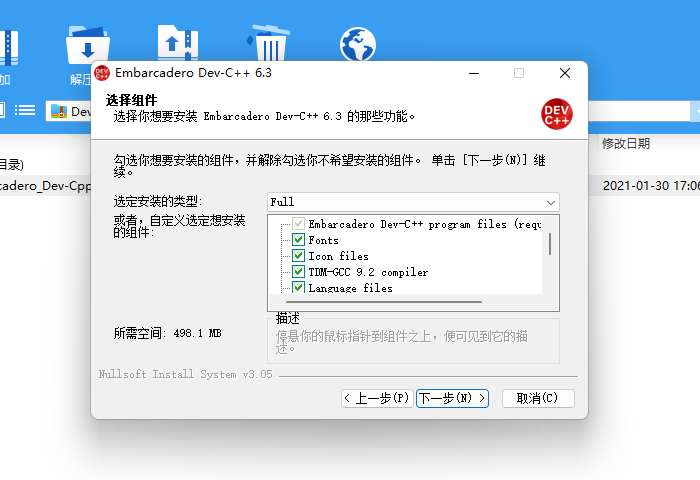 加
解压
Dev
修改日期
目录)
cadero_Dev-Cpp
2021-01-30 17:06
DEV C++
Embarcadero Dev-C++ 6.3
选择组件
选择你想要安装 Embarcadero Dev-C++ 6.3 的那些功能。
DEV
C++
勾选你想要安装的组件，并解除勾选你不希望安装的组件。 单击 [下一步(N)] 继
续。
选定安装的类型:
Full
或者，自定义选定想安装
的组件:
Embarcadero Dev-C++ program files (requ
Fonts
Icon files
TDM-GCC 9.2 compiler
Language files
所需空间: 498.1 MB
描述
停悬你的鼠标指针到组件之上，便可见到它的描
述。
Nullsoft Install System v3.05
< 上一步(P)
下一步(N) >
取消(C)